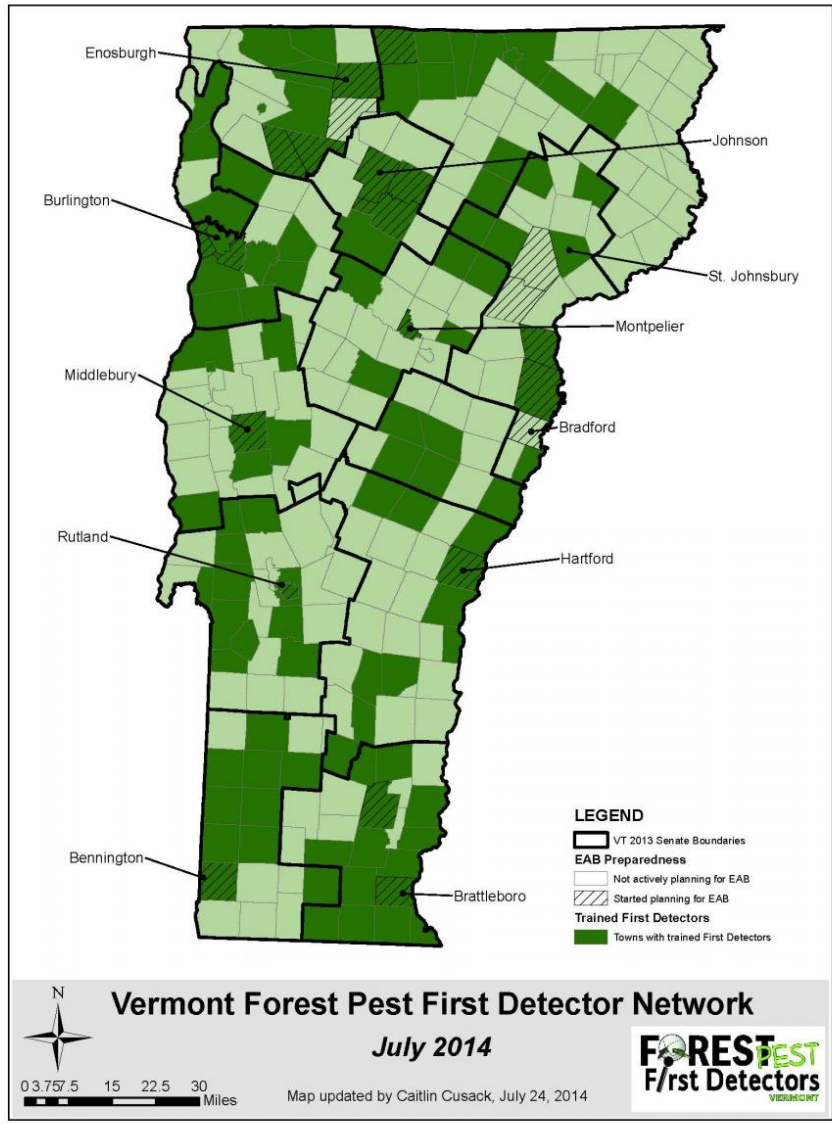 Enosburgh
Johnson
Burlington
St. Johnsbury
Montpelier
Middlebury
Bradford
Rutland
Hartford
LEGEND
VT 2013 Senate Boundaries
EAB Preparedness
Not actively planning for EAB
Started planning for EAB
Trained First Detectors
Towns with trained First Detectors
Bennington
Brattleboro
N
Vermont Forest Pest First Detector Network
July 2014
0 3.75 7.5 15 22.5 30
Miles
Map updated by Caitlin Cusack, July 24, 2014
FOREST PEST
First Detectors
VERMONT